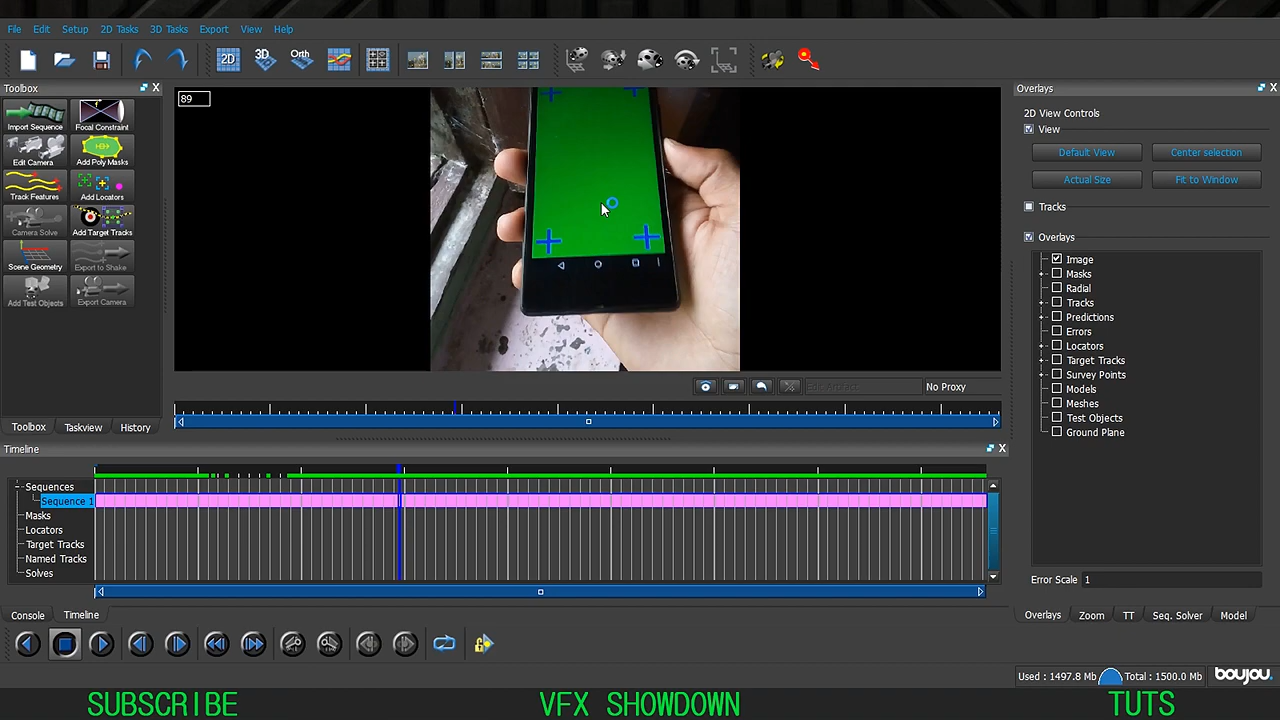 File Edit Setup 2D Tasks 3D Tasks Export View Help
2D 3D Orth
Toolbox
Import Sequence Focal Constraint
Edit Camera Add Poly Masks
Track Features Add Locators
Camera Solve Add Target Tracks
Scene Geometry Export to Shake
Add Test Objects Export Camera
Toolbox Taskview History
89
Edit Artifact No Proxy
Overlays
2D View Controls
View
Default View Center selection
Actual Size Fit to Window
Tracks
Overlays
Image
Masks
Radial
Tracks
Predictions
Errors
Locators
Target Tracks
Survey Points
Models
Meshes
Test Objects
Ground Plane
Error Scale 1
Overlays Zoom TT Seq. Solver Model
Timeline
Sequences
Sequence 1
Masks
Locators
Target Tracks
Named Tracks
Solves
Console Timeline
Used : 1497.8 Mb Total : 1500.0 Mb boujou
SUBSCRIBE VFX SHOWDOWN TUTS